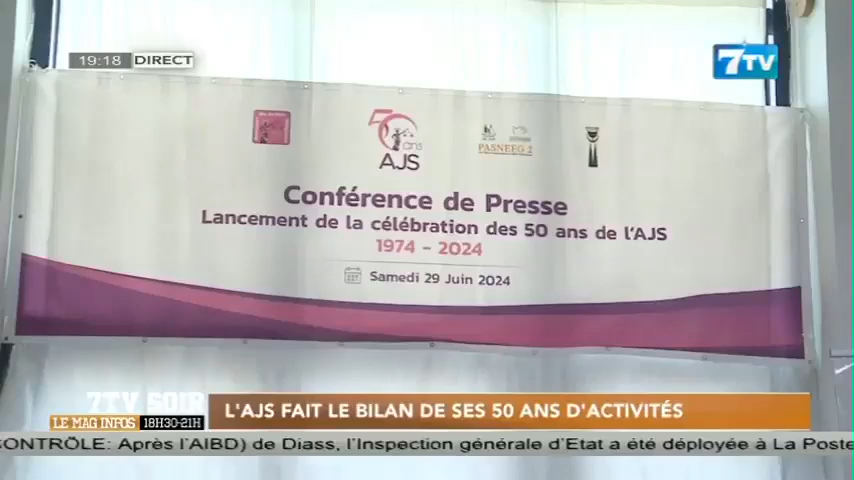 19:18 DIRECT
7TV
50
ans
AJS
PASNEEG 2
Conférence de Presse
Lancement de la célébration des 50 ans de l'AJS
1974 - 2024
Samedi 29 Juin 2024
7TV SOIR
LE MAG INFOS 18H30-21H
L'AJS FAIT LE BILAN DE SES 50 ANS D'ACTIVITÉS
CONTRÔLE: Après l'AIBD) de Diass, l'Inspection générale d'Etat a été déployée à La Poste